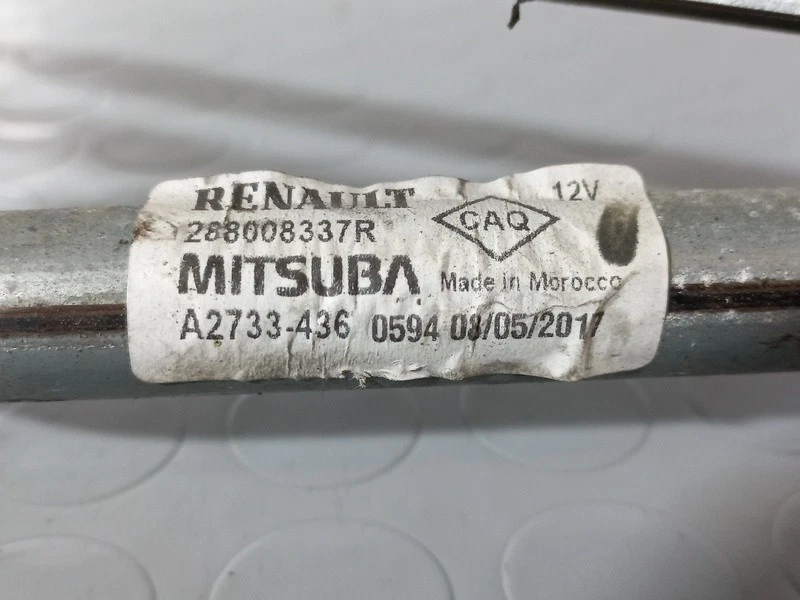 RENAULT 12V
288008337R CAQ
MITSUBA Made in Morocco
A2733-436 0594 08/05/2017